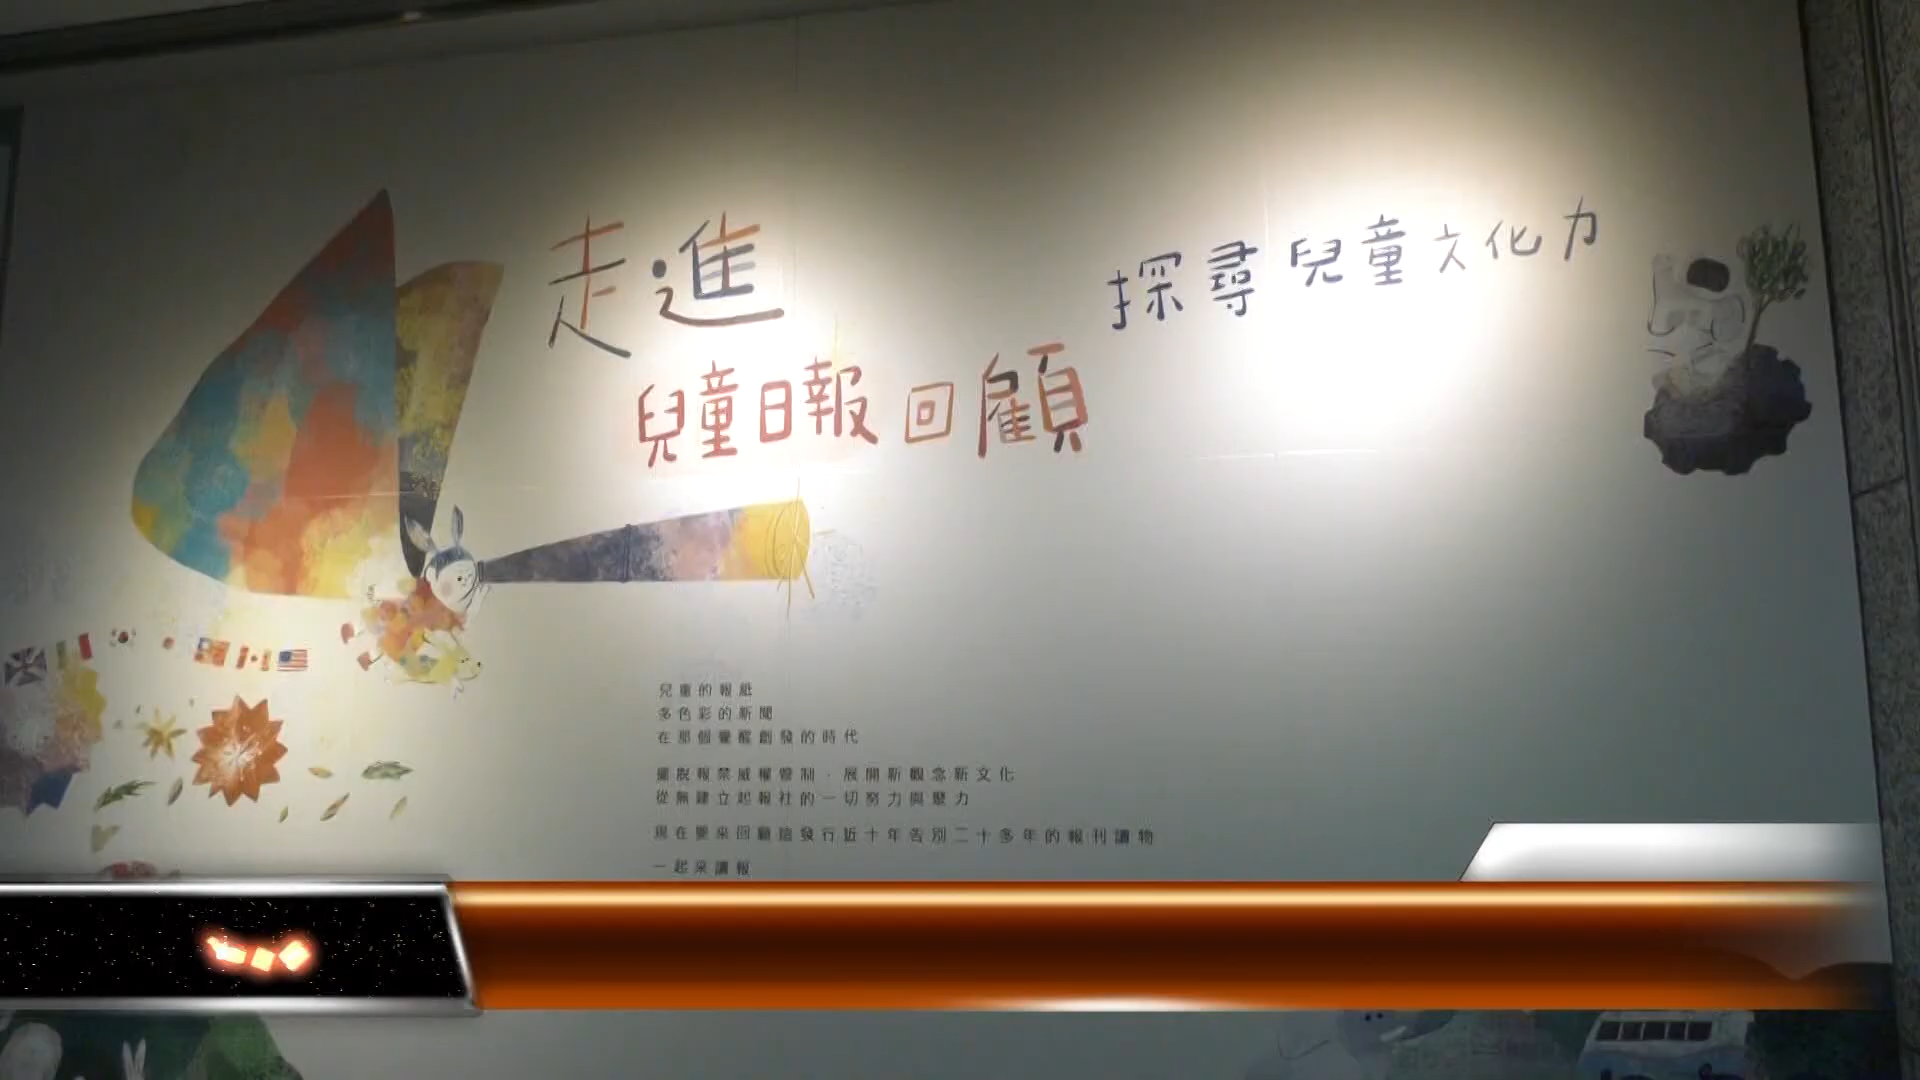 走進
兒童日報回顧
探尋兒童文化力
兒童的報紙
多色彩的新聞
在那個覺醒創發的時代
擺脫報禁威權管制，展開新觀念新文化
從無建立起報社的一切努力與壓力
現在要來回顧這發行近十年告別二十多年的報刊讀物
一起來讀報